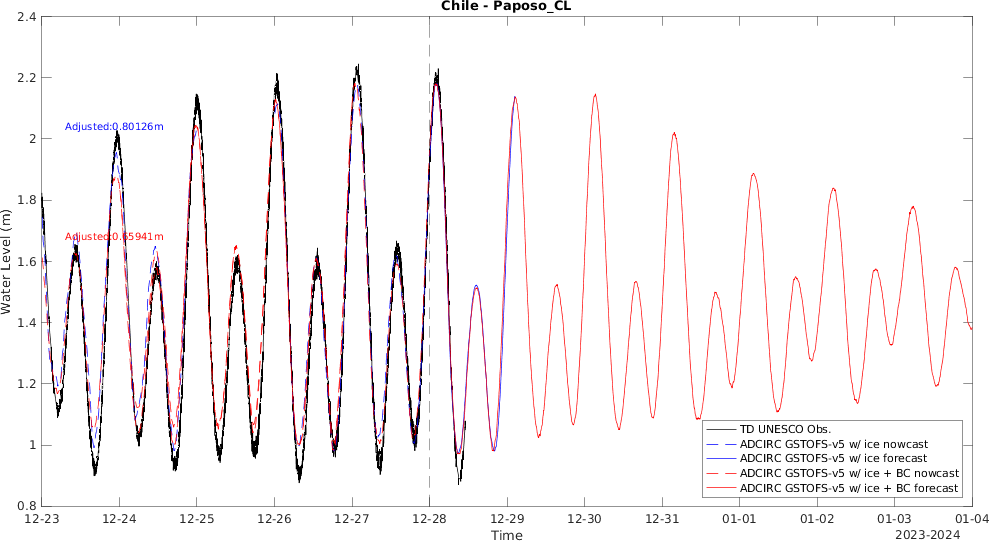 Chile - Paposo_CL
2.4
2.2
2
1.8
1.6
1.4
1.2
1
0.8
Water Level (m)
Adjusted:0.80126m
Adjusted:0.65941m
TD UNESCO Obs.
ADCIRC GSTOFS-v5 w/ ice nowcast
ADCIRC GSTOFS-v5 w/ ice forecast
ADCIRC GSTOFS-v5 w/ ice + BC nowcast
ADCIRC GSTOFS-v5 w/ ice + BC forecast
12-23 12-24 12-25 12-26 12-27 12-28 12-29 12-30 12-31 01-01 01-02 01-03 01-04
Time
2023-2024